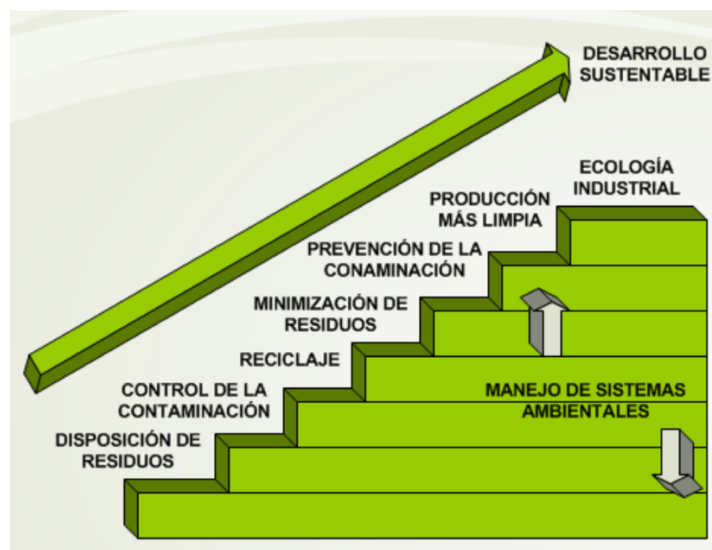 DESARROLLO
SUSTENTABLE
ECOLOGÍA
INDUSTRIAL
PRODUCCIÓN
MÁS LIMPIA
PREVENCIÓN DE LA
CONAMINACIÓN
MINIMIZACIÓN DE
RESIDUOS
RECICLAJE
CONTROL DE LA
CONTAMINACIÓN
MANEJO DE SISTEMAS
AMBIENTALES
DISPOSICIÓN DE
RESIDUOS